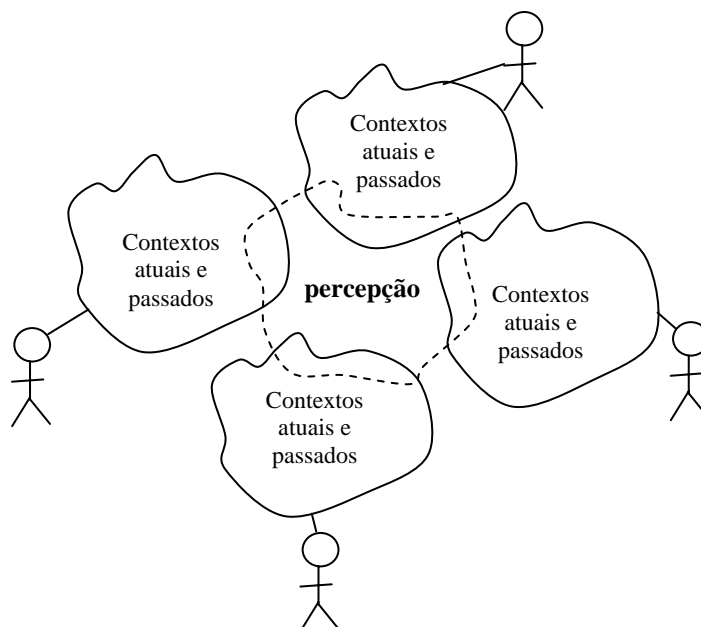 Contextos
atuais e
passados
Contextos
atuais e
passados
percepção
Contextos
atuais e
passados
Contextos
atuais e
passados